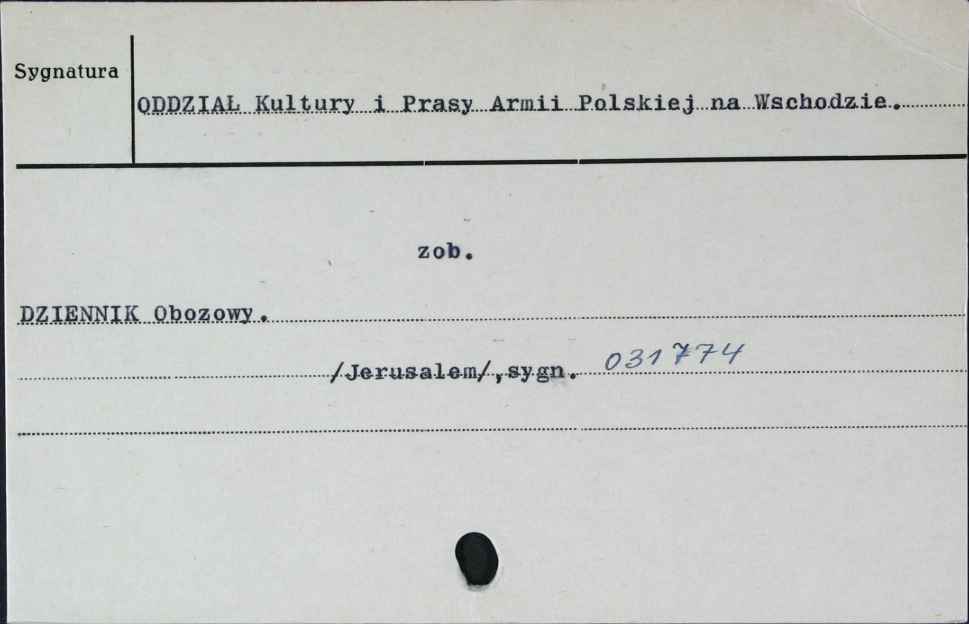 Sygnatura
ODDZIAŁ Kultury i Prasy Armii Polskiej na Wschodzie.
zob.
DZIENNIK Obozowy.
/Jerusalem/,sygn. 031774